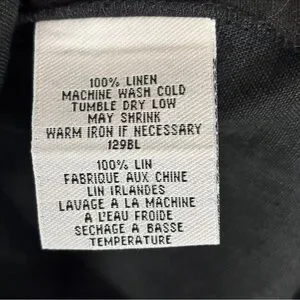 100% LINEN
MACHINE WASH COLD
TUMBLE DRY LOW
MAY SHRINK
WARM IRON IF NECESSARY
129BL
100% LIN
FABRIQUE AUX CHINE
LIN IRLANDES
LAVAGE A LA MACHINE
A L'EAU FROIDE
SECHAGE A BASSE
TEMPERATURE